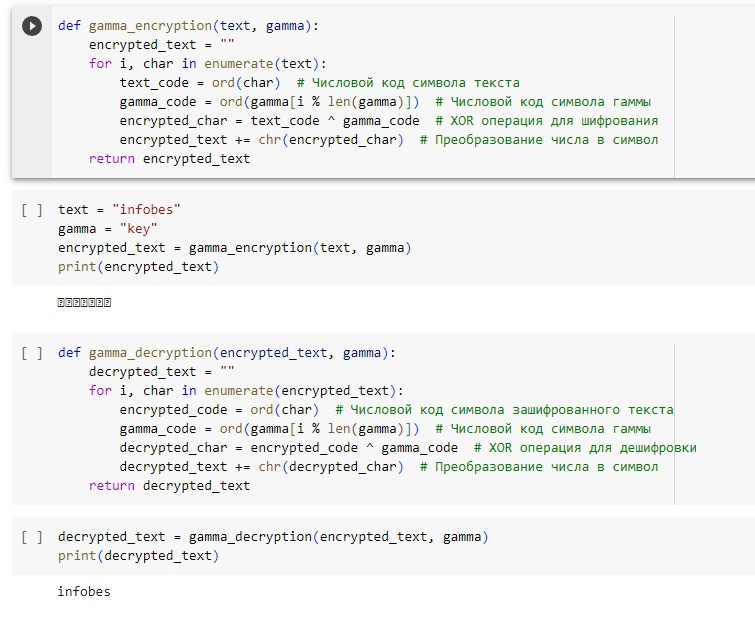 def gamma_encryption(text, gamma):
    encrypted_text = ""
    for i, char in enumerate(text):
        text_code = ord(char)  # Числовой код символа текста
        gamma_code = ord(gamma[i % len(gamma)])  # Числовой код символа гаммы
        encrypted_char = text_code ^ gamma_code  # XOR операция для шифрования
        encrypted_text += chr(encrypted_char)  # Преобразование числа в символ
    return encrypted_text
[ ] text = "infobes"
gamma = "key"
encrypted_text = gamma_encryption(text, gamma)
print(encrypted_text)
[ ] def gamma_decryption(encrypted_text, gamma):
    decrypted_text = ""
    for i, char in enumerate(encrypted_text):
        encrypted_code = ord(char)  # Числовой код символа зашифрованного текста
        gamma_code = ord(gamma[i % len(gamma)])  # Числовой код символа гаммы
        decrypted_char = encrypted_code ^ gamma_code  # XOR операция для дешифровки
        decrypted_text += chr(decrypted_char)  # Преобразование числа в символ
    return decrypted_text
[ ] decrypted_text = gamma_decryption(encrypted_text, gamma)
print(decrypted_text)
infobes